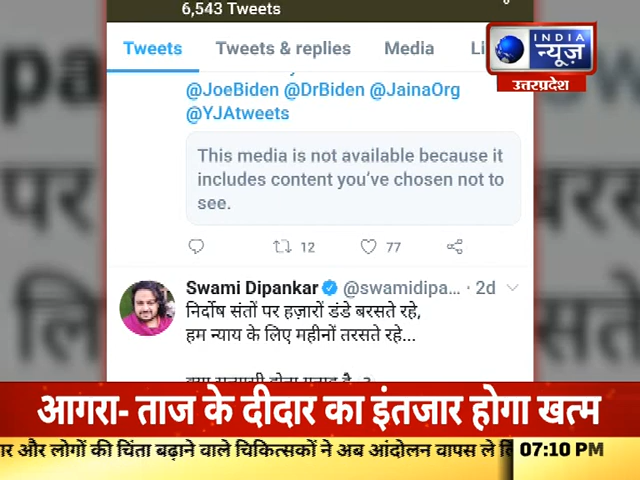 6,543 Tweets
Tweets Tweets & replies Media Li
INDIA
न्यूज़
उत्तरप्रदेश
@JoeBiden @DrBiden @JainaOrg
@YJAtweets
This media is not available because it
includes content you've chosen not to
see.
12 77
Swami Dipankar @swamidipa... · 2d
निर्दोष संतों पर हज़ारों डंडे बरसते रहे,
हम न्याय के लिए महीनों तरसते रहे...
आगरा- ताज के दीदार का इंतजार होगा खत्म
र और लोगों की चिंता बढ़ाने वाले चिकित्सकों ने अब आंदोलन वापस ले
07:10 PM